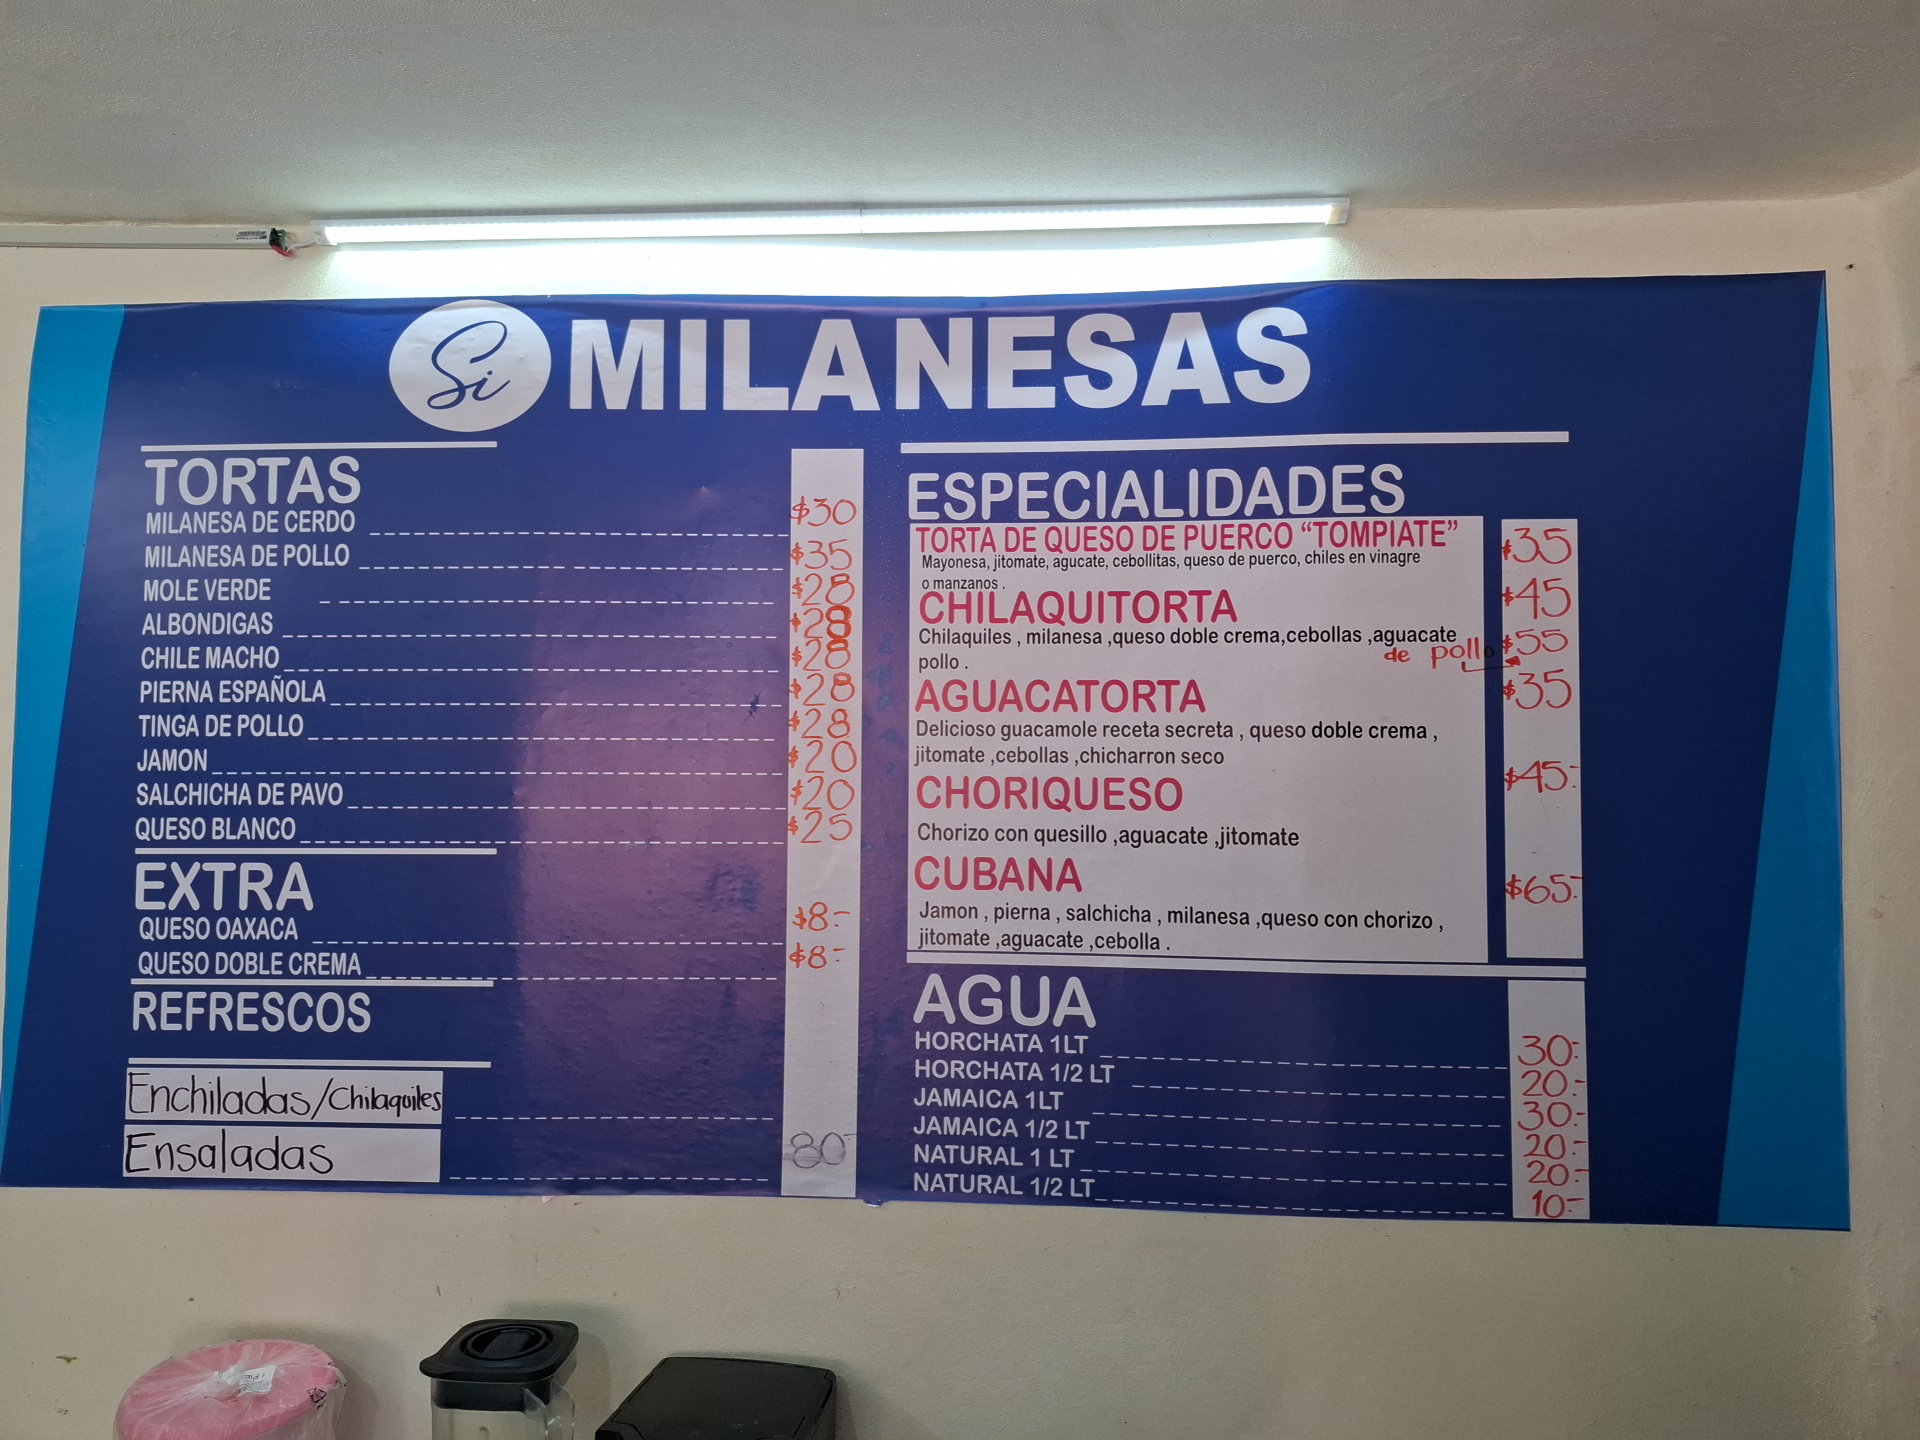 Si MILANESAS
TORTAS
MILANESA DE CERDO $30
MILANESA DE POLLO $35
MOLE VERDE $28
ALBONDIGAS $28
CHILE MACHO $28
PIERNA ESPAÑOLA $28
TINGA DE POLLO $28
JAMON $20
SALCHICHA DE PAVO $20
QUESO BLANCO $25
EXTRA
QUESO OAXACA $8.-
QUESO DOBLE CREMA $8.-
REFRESCOS
Enchiladas/Chilaquiles
Ensaladas 80.-
ESPECIALIDADES
TORTA DE QUESO DE PUERCO “TOMPIATE” $35
Mayonesa, jitomate, agucate, cebollitas, queso de puerco, chiles en vinagre
o manzanos .
CHILAQUITORTA $45
Chilaquiles , milanesa ,queso doble crema,cebollas ,aguacate
de pollo $55
pollo .
AGUACATORTA $35
Delicioso guacamole receta secreta , queso doble crema ,
jitomate ,cebollas ,chicharron seco
CHORIQUESO $45.-
Chorizo con quesillo ,aguacate ,jitomate
CUBANA $65.-
Jamon , pierna , salchicha , milanesa ,queso con chorizo ,
jitomate ,aguacate ,cebolla .
AGUA
HORCHATA 1LT 30.-
HORCHATA 1/2 LT 20.-
JAMAICA 1LT 30.-
JAMAICA 1/2 LT 20.-
NATURAL 1 LT 20.-
NATURAL 1/2 LT 10.-